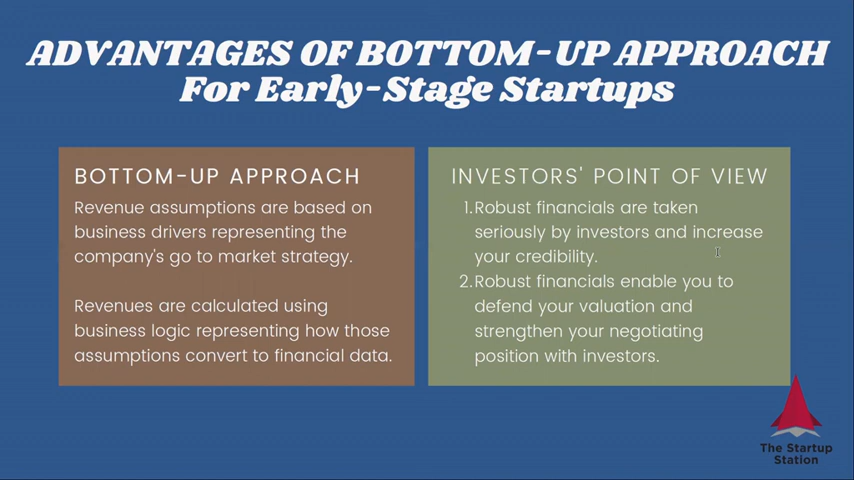 ADVANTAGES OF BOTTOM-UP APPROACH
For Early-Stage Startups
BOTTOM-UP APPROACH
Revenue assumptions are based on
business drivers representing the
company's go to market strategy.
Revenues are calculated using
business logic representing how those
assumptions convert to financial data.
INVESTORS' POINT OF VIEW
1. Robust financials are taken
seriously by investors and increase
your credibility.
2. Robust financials enable you to
defend your valuation and
strengthen your negotiating
position with investors.
The Startup
Station